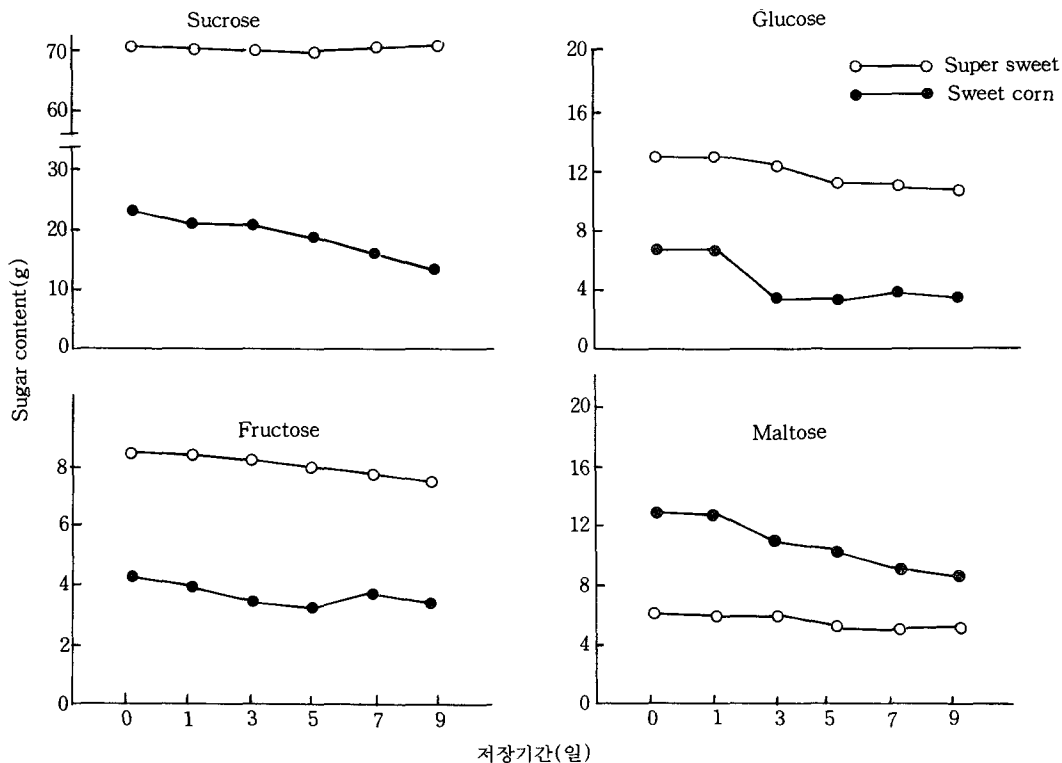 Sucrose
70
60
30
20
10
0
Glucose
20
16
12
8
4
0
Super sweet
Sweet corn
Sugar content(g)
Fructose
8
6
4
2
0
0 1 3 5 7 9
Maltose
20
16
12
8
4
0
0 1 3 5 7 9
저장기간(일)